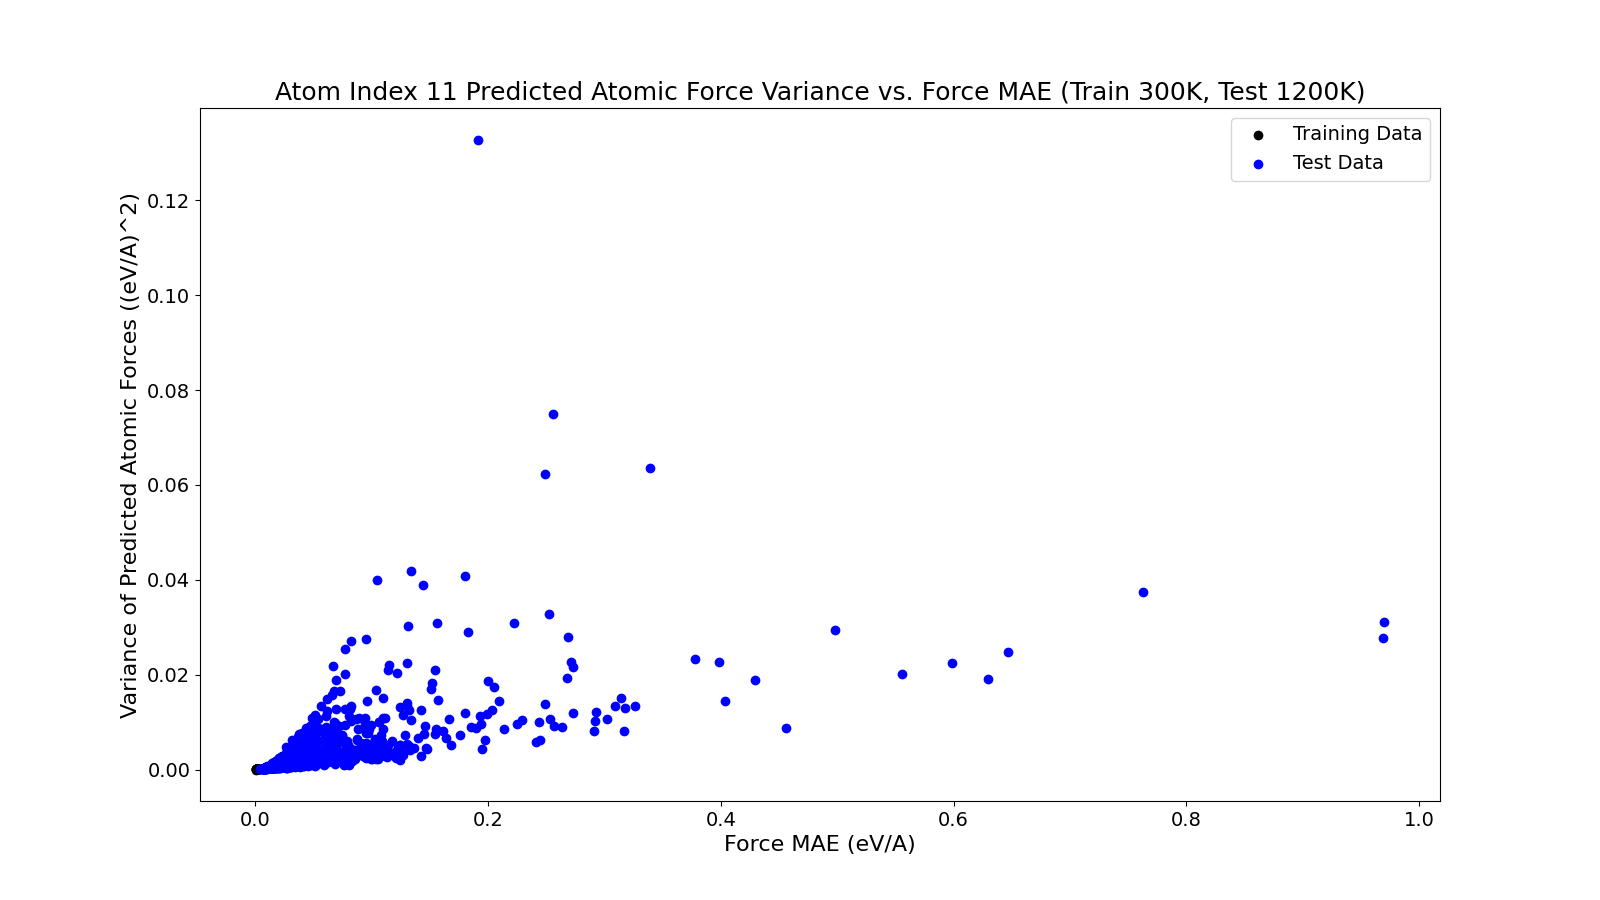 Atom Index 11 Predicted Atomic Force Variance vs. Force MAE (Train 300K, Test 1200K)
Training Data
Test Data
Variance of Predicted Atomic Forces ((eV/A)^2)
0.12
0.10
0.08
0.06
0.04
0.02
0.00
0.0 0.2 0.4 0.6 0.8 1.0
Force MAE (eV/A)